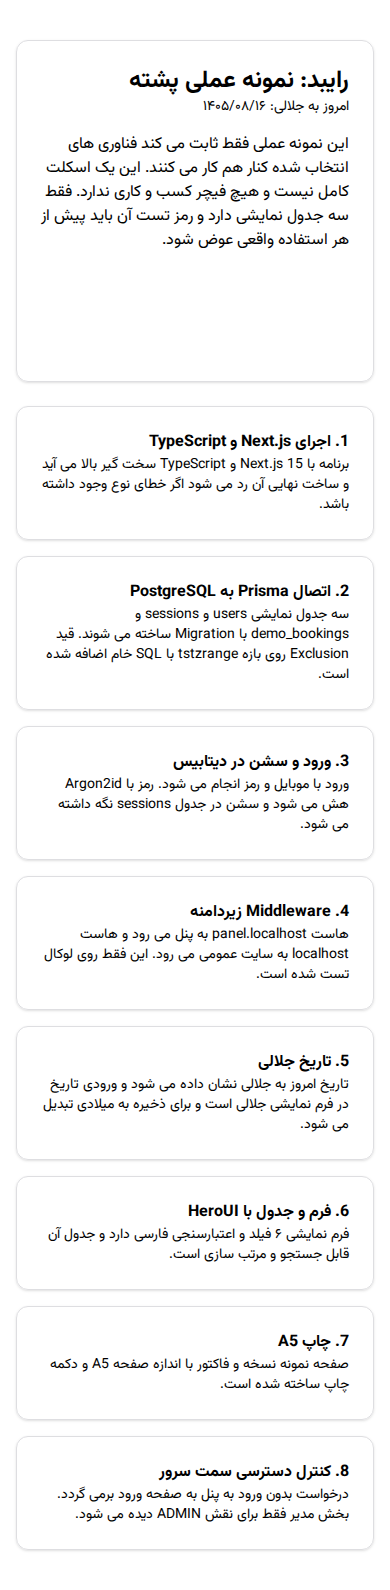 رایبد: نمونه عملی پشته
امروز به جلالی: ۱۴۰۵/۰۸/۱۶
این نمونه عملی فقط ثابت می کند فناوری های
انتخاب شده کنار هم کار می کنند. این یک اسکلت
کامل نیست و هیچ فیچر کسب و کاری ندارد. فقط
سه جدول نمایشی دارد و رمز تست آن باید پیش از
هر استفاده واقعی عوض شود.
1. اجرای Next.js و TypeScript
برنامه با Next.js 15 و TypeScript سخت گیر بالا می آید
و ساخت نهایی آن رد می شود اگر خطای نوع وجود داشته
باشد.
2. اتصال Prisma به PostgreSQL
سه جدول نمایشی users و sessions و
demo_bookings با Migration ساخته می شوند. قید
Exclusion روی بازه tstzrange با SQL خام اضافه شده
است.
3. ورود و سشن در دیتابیس
ورود با موبایل و رمز انجام می شود. رمز با Argon2id
هش می شود و سشن در جدول sessions نگه داشته
می شود.
4. Middleware زیردامنه
هاست panel.localhost به پنل می رود و هاست
localhost به سایت عمومی می رود. این فقط روی لوکال
تست شده است.
5. تاریخ جلالی
تاریخ امروز به جلالی نشان داده می شود و ورودی تاریخ
در فرم نمایشی جلالی است و برای ذخیره به میلادی تبدیل
می شود.
6. فرم و جدول با HeroUI
فرم نمایشی ۶ فیلد و اعتبارسنجی فارسی دارد و جدول آن
قابل جستجو و مرتب سازی است.
7. چاپ A5
صفحه نمونه نسخه و فاکتور با اندازه صفحه A5 و دکمه
چاپ ساخته شده است.
8. کنترل دسترسی سمت سرور
درخواست بدون ورود به پنل به صفحه ورود برمی گردد.
بخش مدیر فقط برای نقش ADMIN دیده می شود.